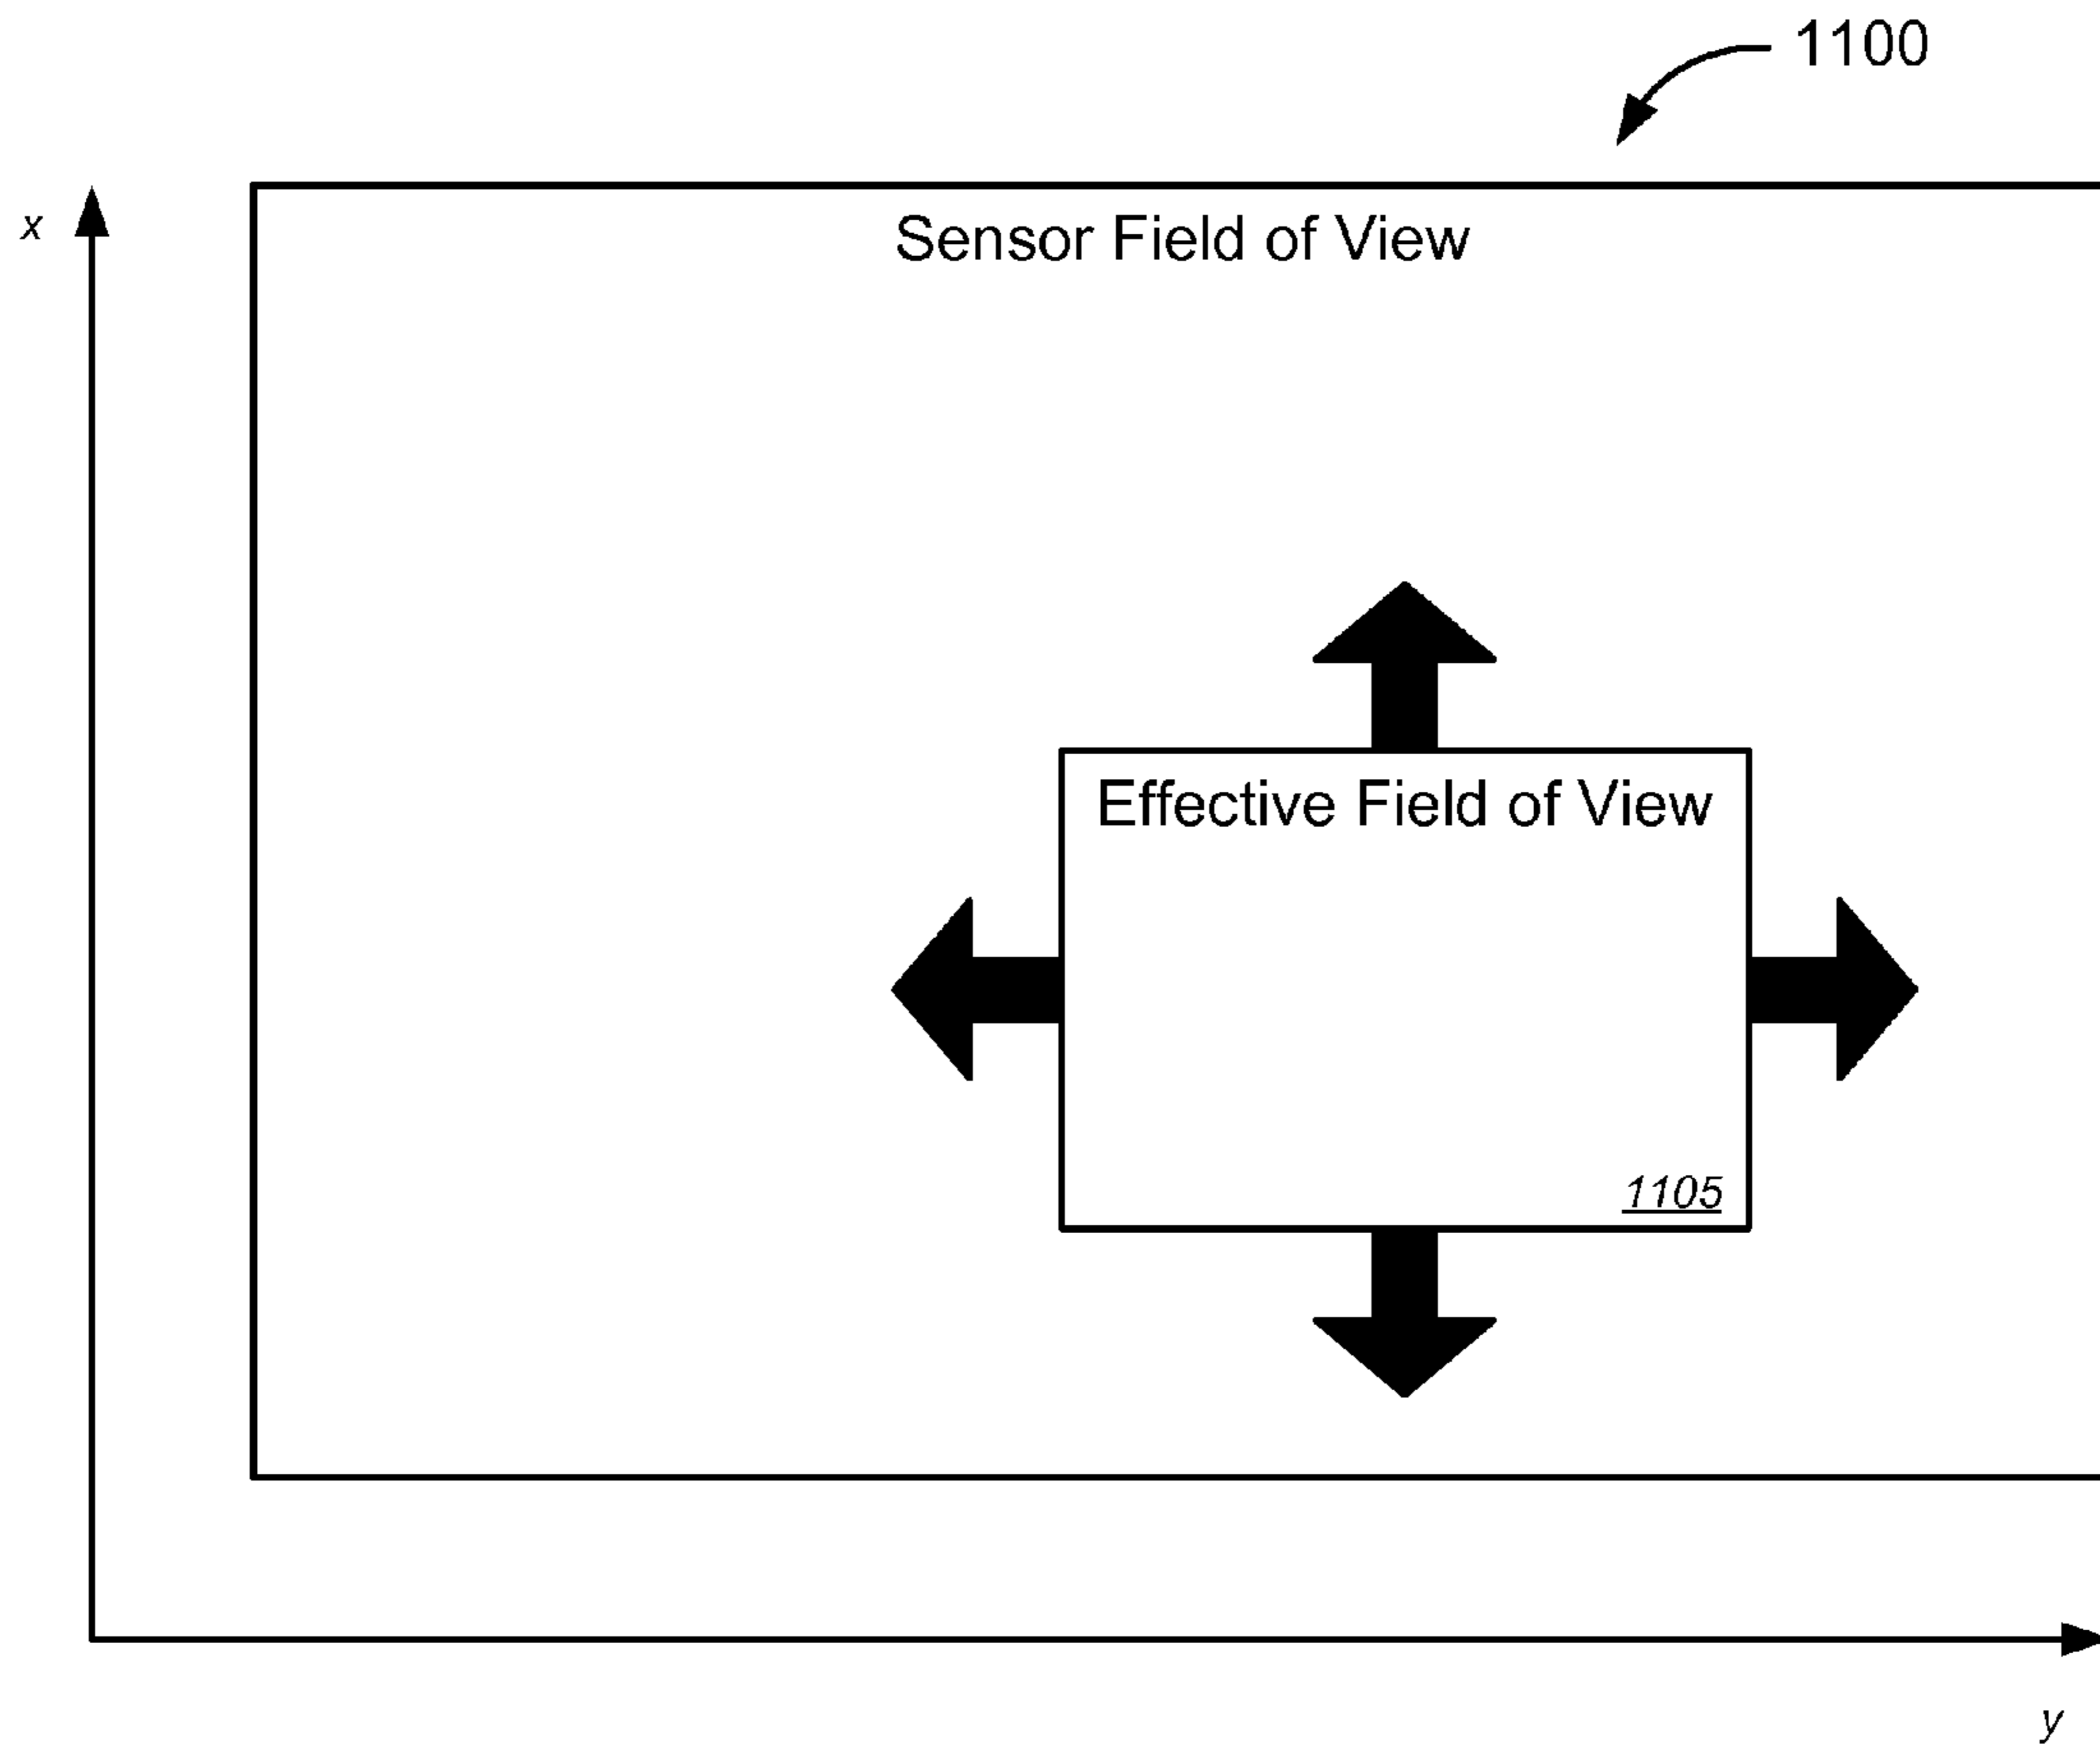 1100
x
Sensor Field of View
Effective Field of View
1105
y